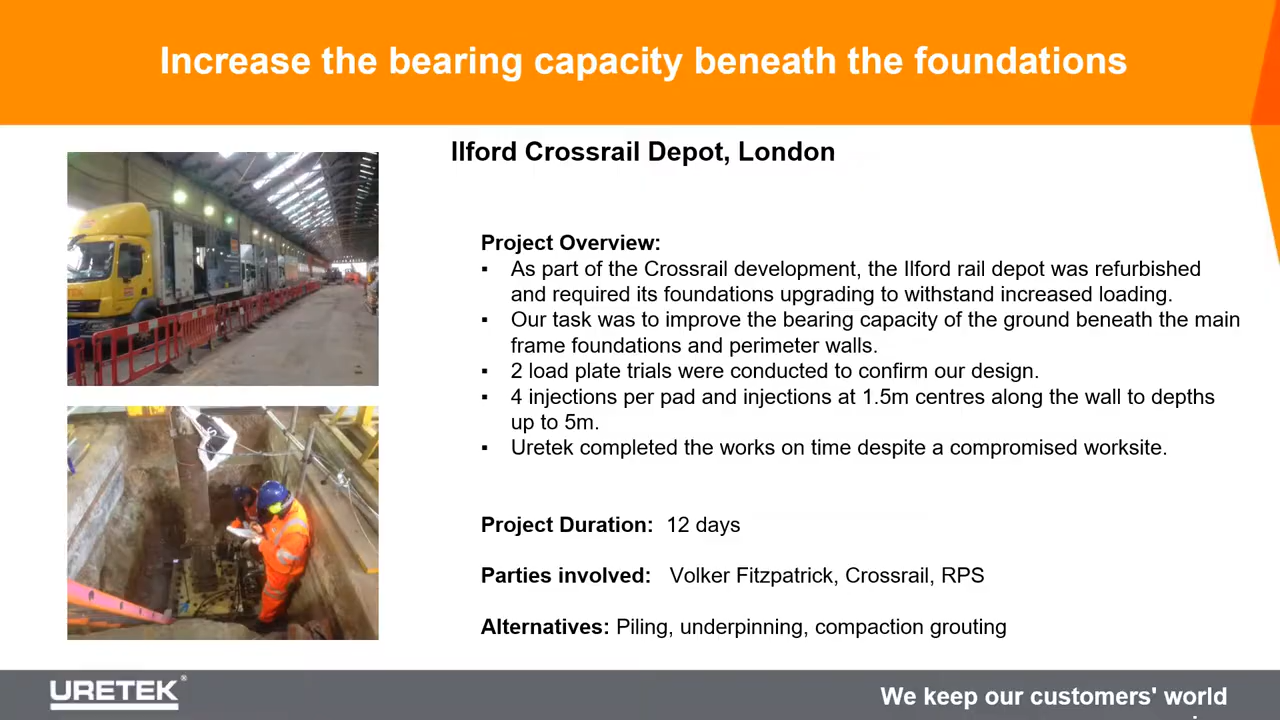 Increase the bearing capacity beneath the foundations
Ilford Crossrail Depot, London
Project Overview:
▪ As part of the Crossrail development, the Ilford rail depot was refurbished
and required its foundations upgrading to withstand increased loading.
▪ Our task was to improve the bearing capacity of the ground beneath the main
frame foundations and perimeter walls.
▪ 2 load plate trials were conducted to confirm our design.
▪ 4 injections per pad and injections at 1.5m centres along the wall to depths
up to 5m.
▪ Uretek completed the works on time despite a compromised worksite.
Project Duration: 12 days
Parties involved: Volker Fitzpatrick, Crossrail, RPS
Alternatives: Piling, underpinning, compaction grouting
URETEK®
We keep our customers' world